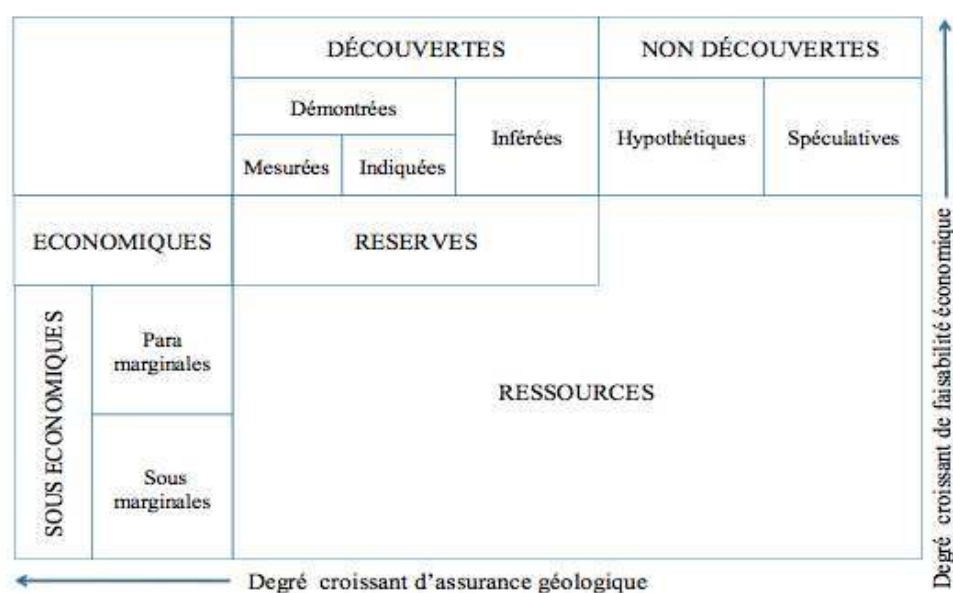 DÉCOUVERTES
NON DÉCOUVERTES
Démontrées
Inférées
Hypothétiques
Spéculatives
Mesurées
Indiquées
ECONOMIQUES
RESERVES
SOUS ECONOMIQUES
Para
marginales
RESSOURCES
Sous
marginales
Degré croissant d'assurance géologique
Degré croissant de faisabilité économique